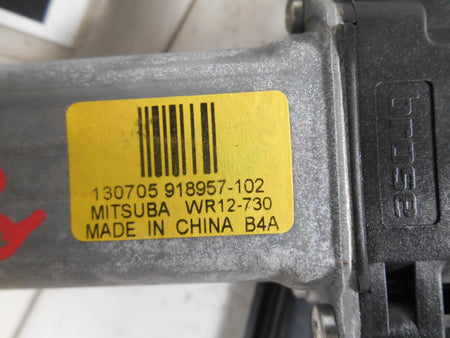 130705 918957-102
MITSUBA WR12-730
MADE IN CHINA B4A
brose